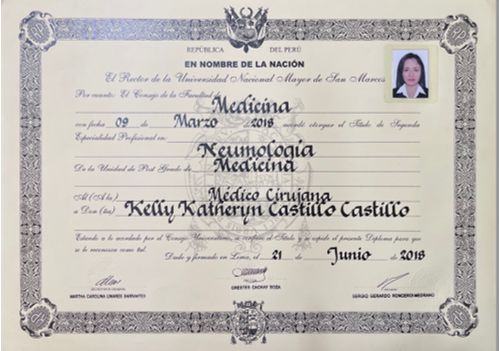 REPÚBLICA DEL PERÚ
EN NOMBRE DE LA NACIÓN
El Rector de la Universidad Nacional Mayor de San Marcos
Por cuanto: El Consejo de la Facultad de Medicina
con fecha 09 de Marzo 2018 acordó otorgar el Título de Segunda
Especialidad Profesional en: Neumología
De la Unidad de Post Grado de Medicina
Al (A la) Médico Cirujana
a Don (ña) Kelly Katheryn Castillo Castillo
Estando a lo acordado por el Consejo Universitario, se confiere el Título y se expide el presente Diploma para que
se le reconozca como tal.
Dado y firmado en Lima, el 21 Junio 2018
SECRETARIA GENERAL
MARTHA CAROLINA LINARES BARRANTES
ORESTES CACHAY BOZA
SERGIO GERARDO RONCEROS MEDRANO